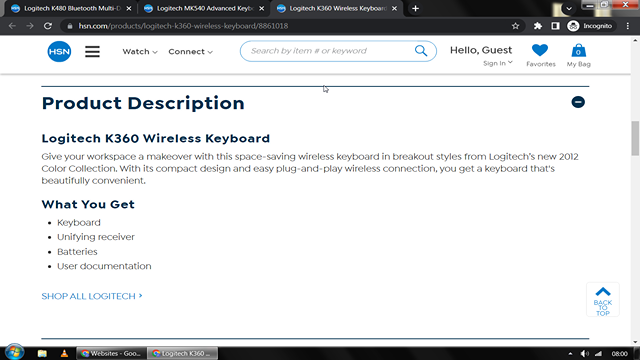 Logitech K480 Bluetooth Multi-D
Logitech MK540 Advanced Keybo
Logitech K360 Wireless Keyboard
hsn.com/products/logitech-k360-wireless-keyboard/8861018
Incognito
HSN
Watch
Connect
Search by item # or keyword
Hello, Guest
Sign In
Favorites
0
My Bag
Product Description
Logitech K360 Wireless Keyboard
Give your workspace a makeover with this space-saving wireless keyboard in breakout styles from Logitech's new 2012
Color Collection. With its compact design and easy plug-and-play wireless connection, you get a keyboard that's
beautifully convenient.
What You Get
• Keyboard
• Unifying receiver
• Batteries
• User documentation
SHOP ALL LOGITECH >
BACK
TO
TOP
Websites - Goo...
Logitech K360 ...
08:00